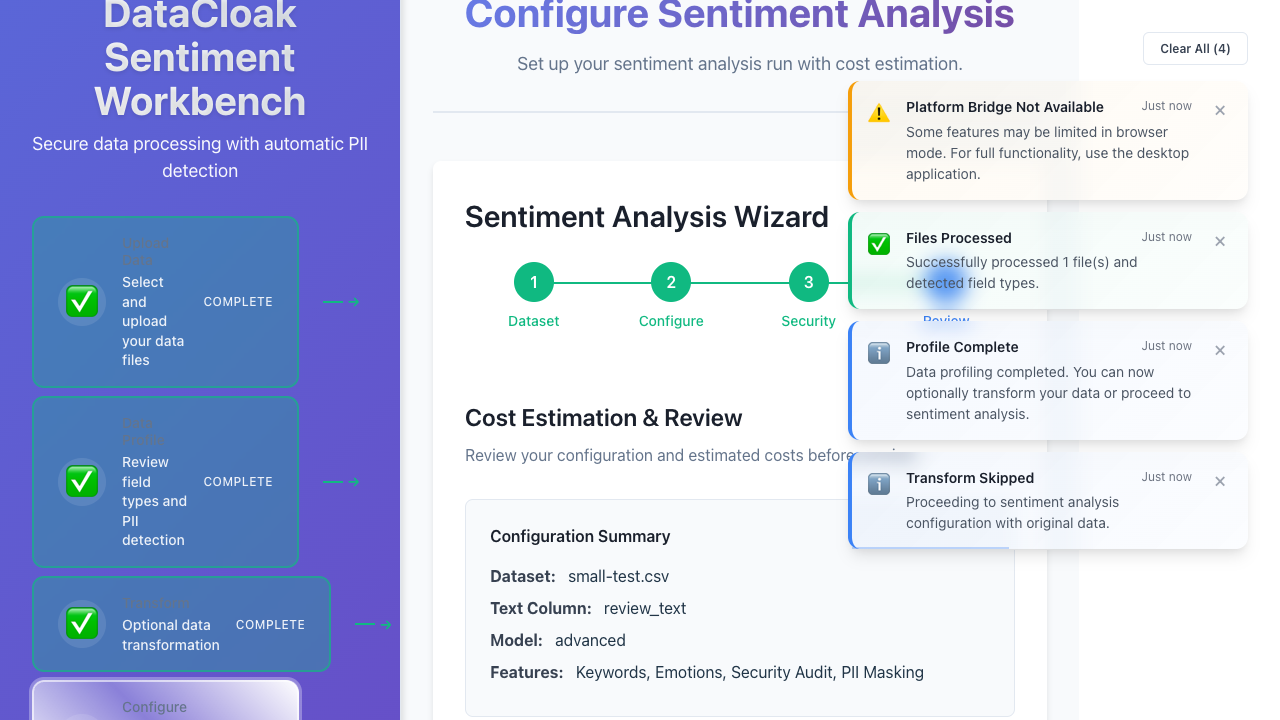 DataCloak
Sentiment
Workbench
Secure data processing with automatic PII
detection
Select
and
upload
your data
files
COMPLETE
Review
field
types and
PII
detection
COMPLETE
Transform
Optional data
transformation
COMPLETE
Configure
Configure Sentiment Analysis
Set up your sentiment analysis run with cost estimation.
Sentiment Analysis Wizard
1
2
3
Dataset
Configure
Security
Review
Cost Estimation & Review
Review your configuration and estimated costs before
Configuration Summary
Dataset: small-test.csv
Text Column: review_text
Model: advanced
Features: Keywords, Emotions, Security Audit, PII Masking
Clear All (4)
Platform Bridge Not Available
Just now
Some features may be limited in browser
mode. For full functionality, use the desktop
application.
Files Processed
Just now
Successfully processed 1 file(s) and
detected field types.
Profile Complete
Just now
Data profiling completed. You can now
optionally transform your data or proceed to
sentiment analysis.
Transform Skipped
Just now
Proceeding to sentiment analysis
configuration with original data.